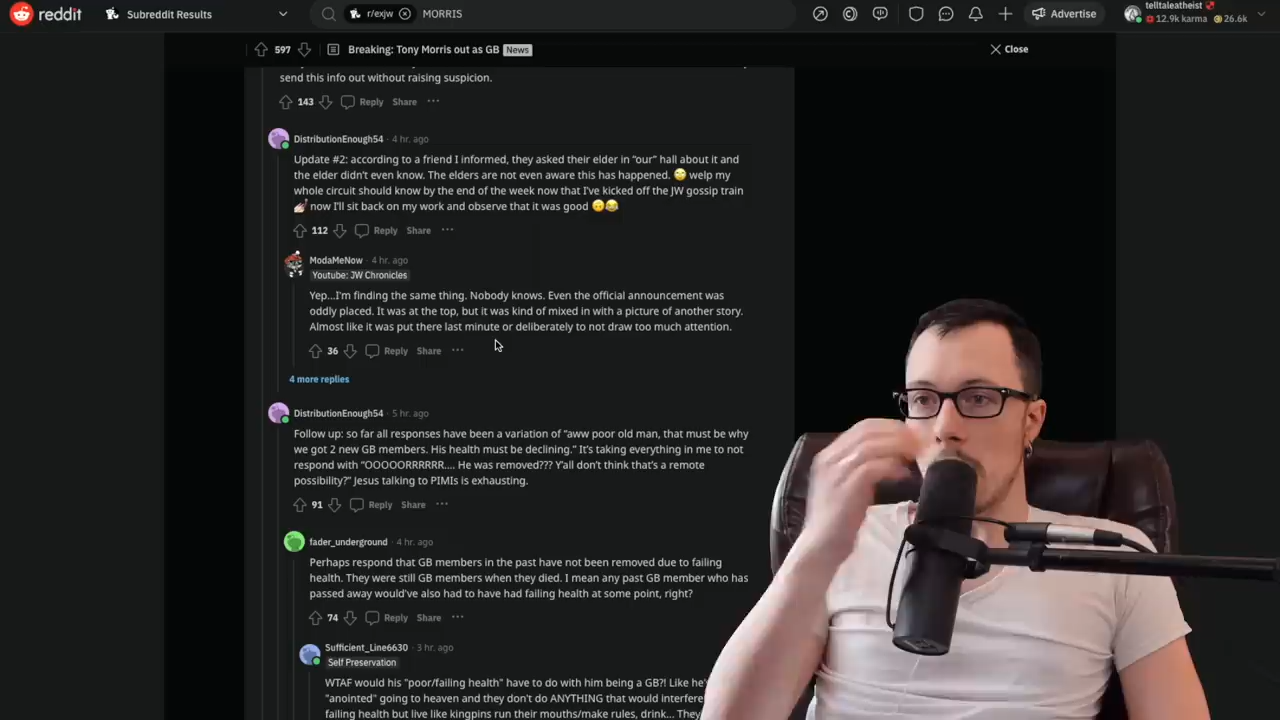 reddit
Subreddit Results
r/exjw
MORRIS
Advertise
telltaleatheist
12.9k karma
26.6k
597
Breaking: Tony Morris out as GB
News
Close
send this info out without raising suspicion.
143 Reply Share ···
DistributionEnough54 · 4 hr. ago
Update #2: according to a friend I informed, they asked their elder in “our” hall about it and
the elder didn’t even know. The elders are not even aware this has happened. 🙄 welp my
whole circuit should know by the end of the week now that I’ve kicked off the JW gossip train
💅🏻 now I’ll sit back on my work and observe that it was good 🙂😂
112 Reply Share ···
ModaMeNow · 4 hr. ago
Youtube: JW Chronicles
Yep...I'm finding the same thing. Nobody knows. Even the official announcement was
oddly placed. It was at the top, but it was kind of mixed in with a picture of another story.
Almost like it was put there last minute or deliberately to not draw too much attention.
36 Reply Share ···
4 more replies
DistributionEnough54 · 5 hr. ago
Follow up: so far all responses have been a variation of “aww poor old man, that must be why
we got 2 new GB members. His health must be declining.” It’s taking everything in me to not
respond with “OOOOORRRRRR.... He was removed??? Y’all don’t think that’s a remote
possibility?” Jesus talking to PIMIs is exhausting.
91 Reply Share ···
fader_underground · 4 hr. ago
Perhaps respond that GB members in the past have not been removed due to failing
health. They were still GB members when they died. I mean any past GB member who has
passed away would've also had to have had failing health at some point, right?
74 Reply Share ···
Sufficient_Line6630 · 3 hr. ago
Self Preservation
WTAF would his "poor/failing health" have to do with him being a GB?! Like he'
"anointed" going to heaven and they don't do ANYTHING that would interfere
failing health but live like kingpins run their mouths/make rules, drink... They